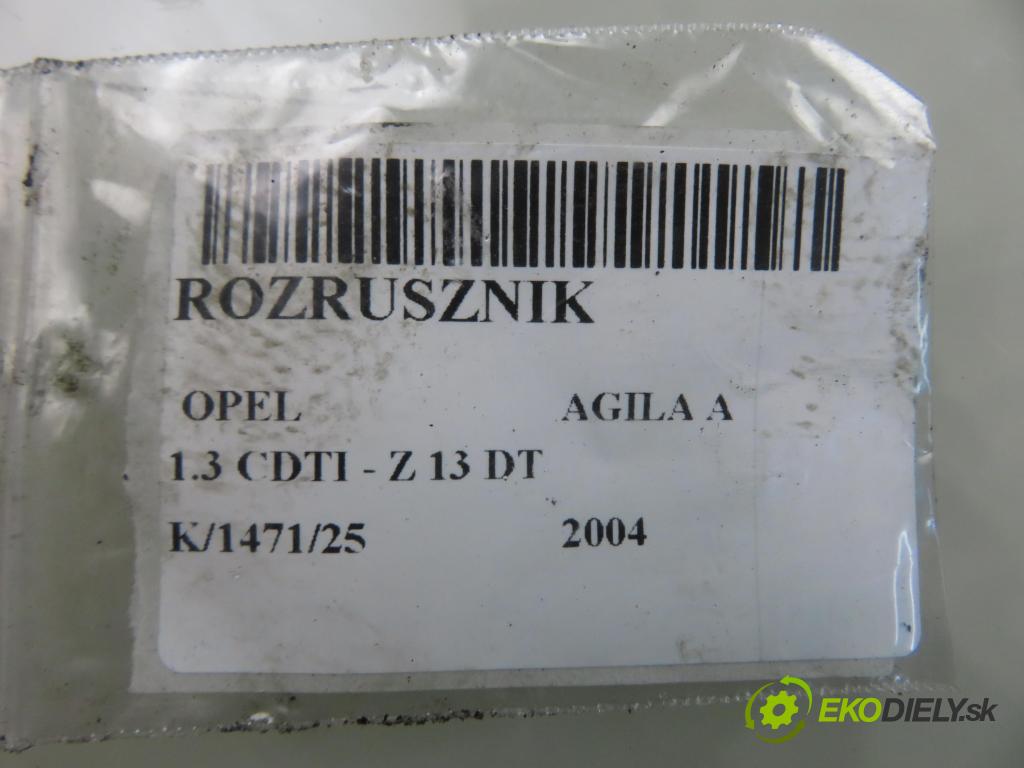 ROZRUSZNIK
OPEL AGILA A
1.3 CDTI - Z 13 DT
K/1471/25 2004
EKODIELY.sk